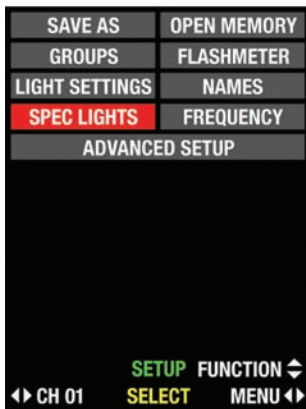 SAVE AS OPEN MEMORY
GROUPS FLASHMETER
LIGHT SETTINGS NAMES
SPEC LIGHTS FREQUENCY
ADVANCED SETUP
SETUP FUNCTION
CH 01 SELECT MENU